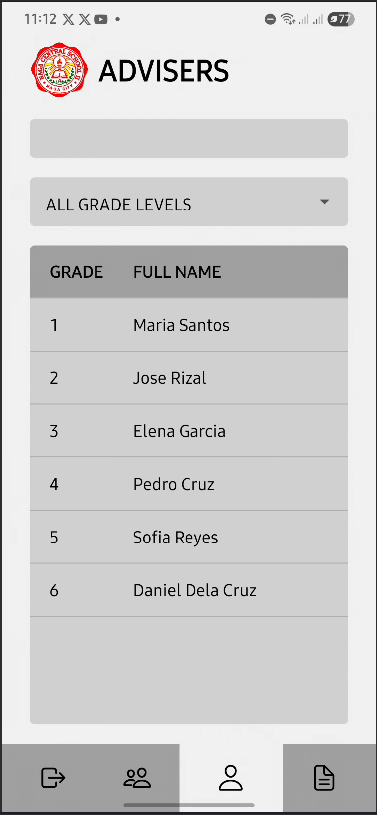 11:12
77
ADVISERS
ALL GRADE LEVELS
GRADE FULL NAME
1 Maria Santos
2 Jose Rizal
3 Elena Garcia
4 Pedro Cruz
5 Sofia Reyes
6 Daniel Dela Cruz